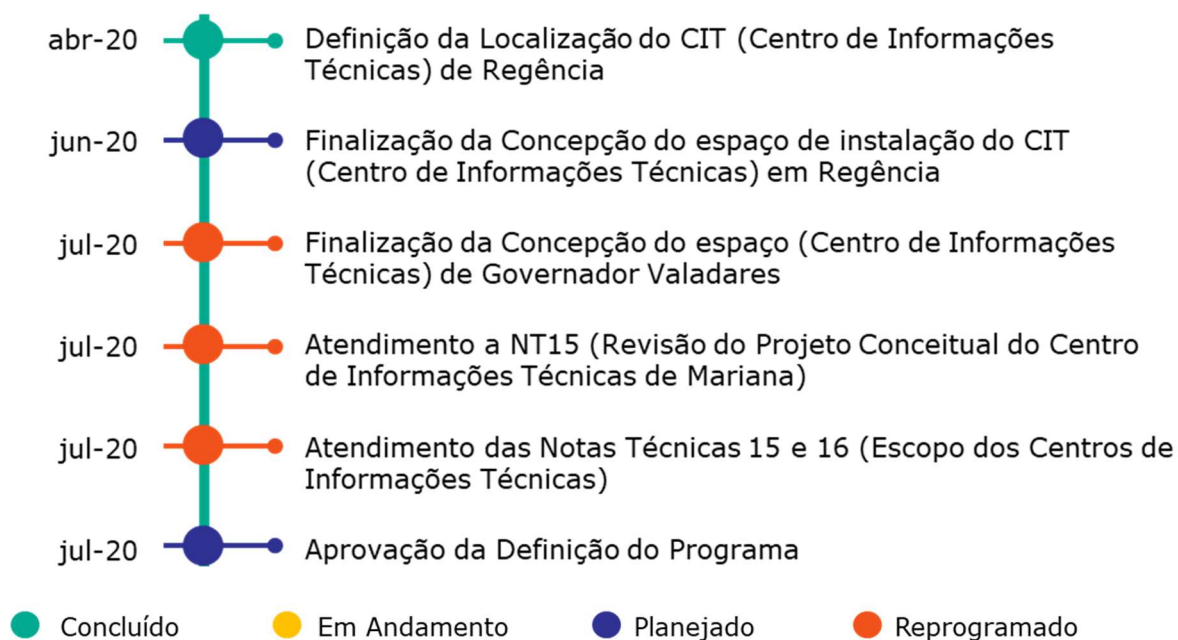 abr-20
Definição da Localização do CIT (Centro de Informações
Técnicas) de Regência
jun-20
Finalização da Concepção do espaço de instalação do CIT
(Centro de Informações Técnicas) em Regência
jul-20
Finalização da Concepção do espaço (Centro de Informações
Técnicas) de Governador Valadares
jul-20
Atendimento a NT15 (Revisão do Projeto Conceitual do Centro
de Informações Técnicas de Mariana)
jul-20
Atendimento das Notas Técnicas 15 e 16 (Escopo dos Centros de
Informações Técnicas)
jul-20
Aprovação da Definição do Programa
Concluído
Em Andamento
Planejado
Reprogramado